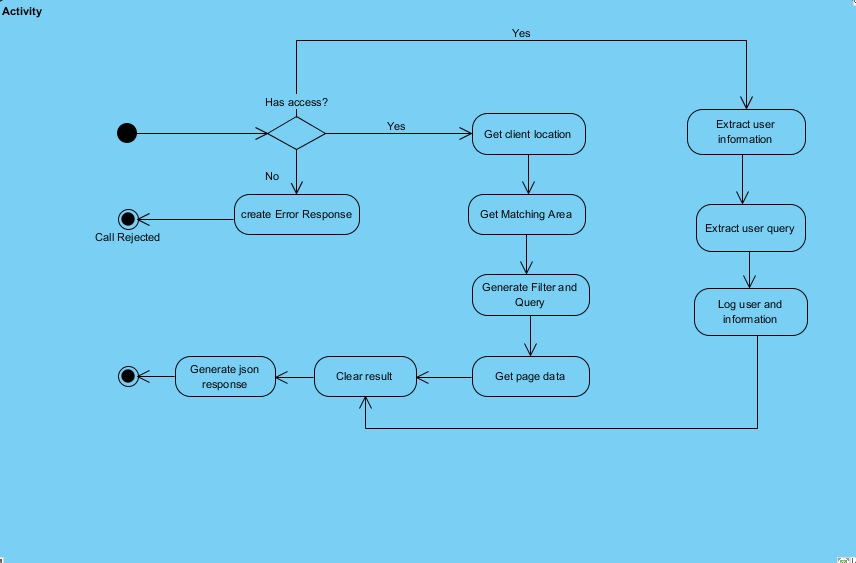 Activity
Yes
Has access?
Yes
Get client location
Extract user
information
No
create Error Response
Get Matching Area
Extract user query
Call Rejected
Generate Filter and
Query
Log user and
information
Generate json
response
Clear result
Get page data